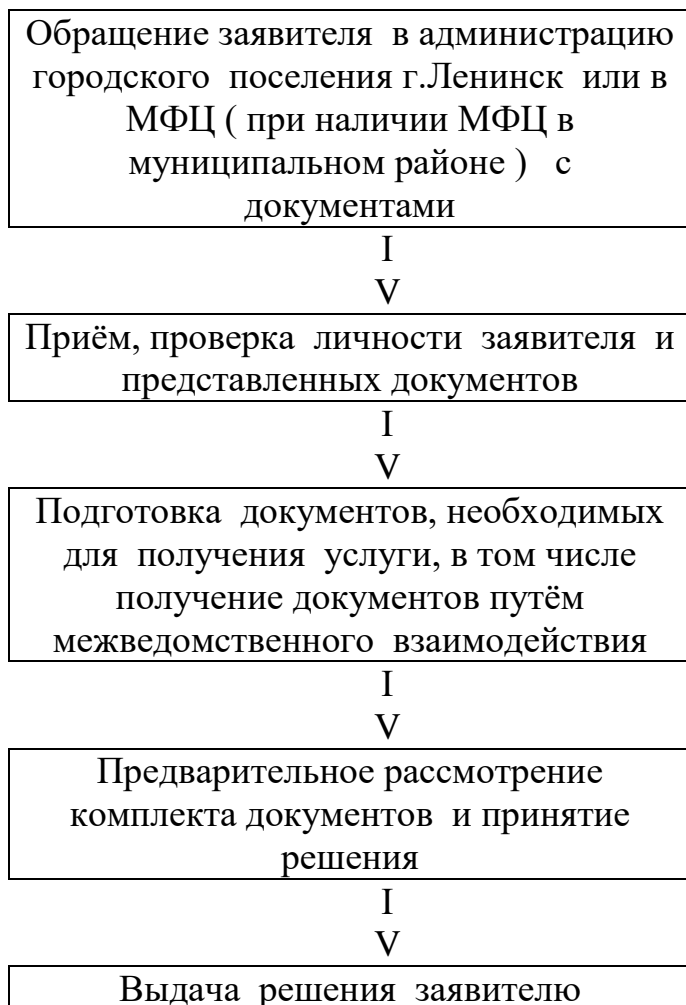 Обращение заявителя в администрацию
городского поселения г.Ленинск или в
МФЦ ( при наличии МФЦ в
муниципальном районе ) с
документами
I
V
Приём, проверка личности заявителя и
представленных документов
I
V
Подготовка документов, необходимых
для получения услуги, в том числе
получение документов путём
межведомственного взаимодействия
I
V
Предварительное рассмотрение
комплекта документов и принятие
решения
I
V
Выдача решения заявителю